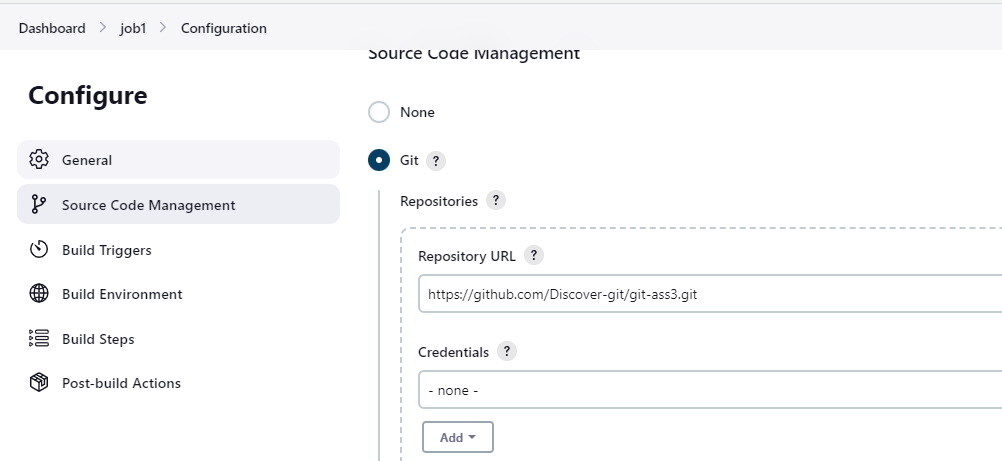 Dashboard > job1 > Configuration
Source Code Management
Configure
None
General
Git ?
Source Code Management
Repositories ?
Build Triggers
Repository URL ?
Build Environment
https://github.com/Discover-git/git-ass3.git
Build Steps
Credentials ?
Post-build Actions
- none -
Add